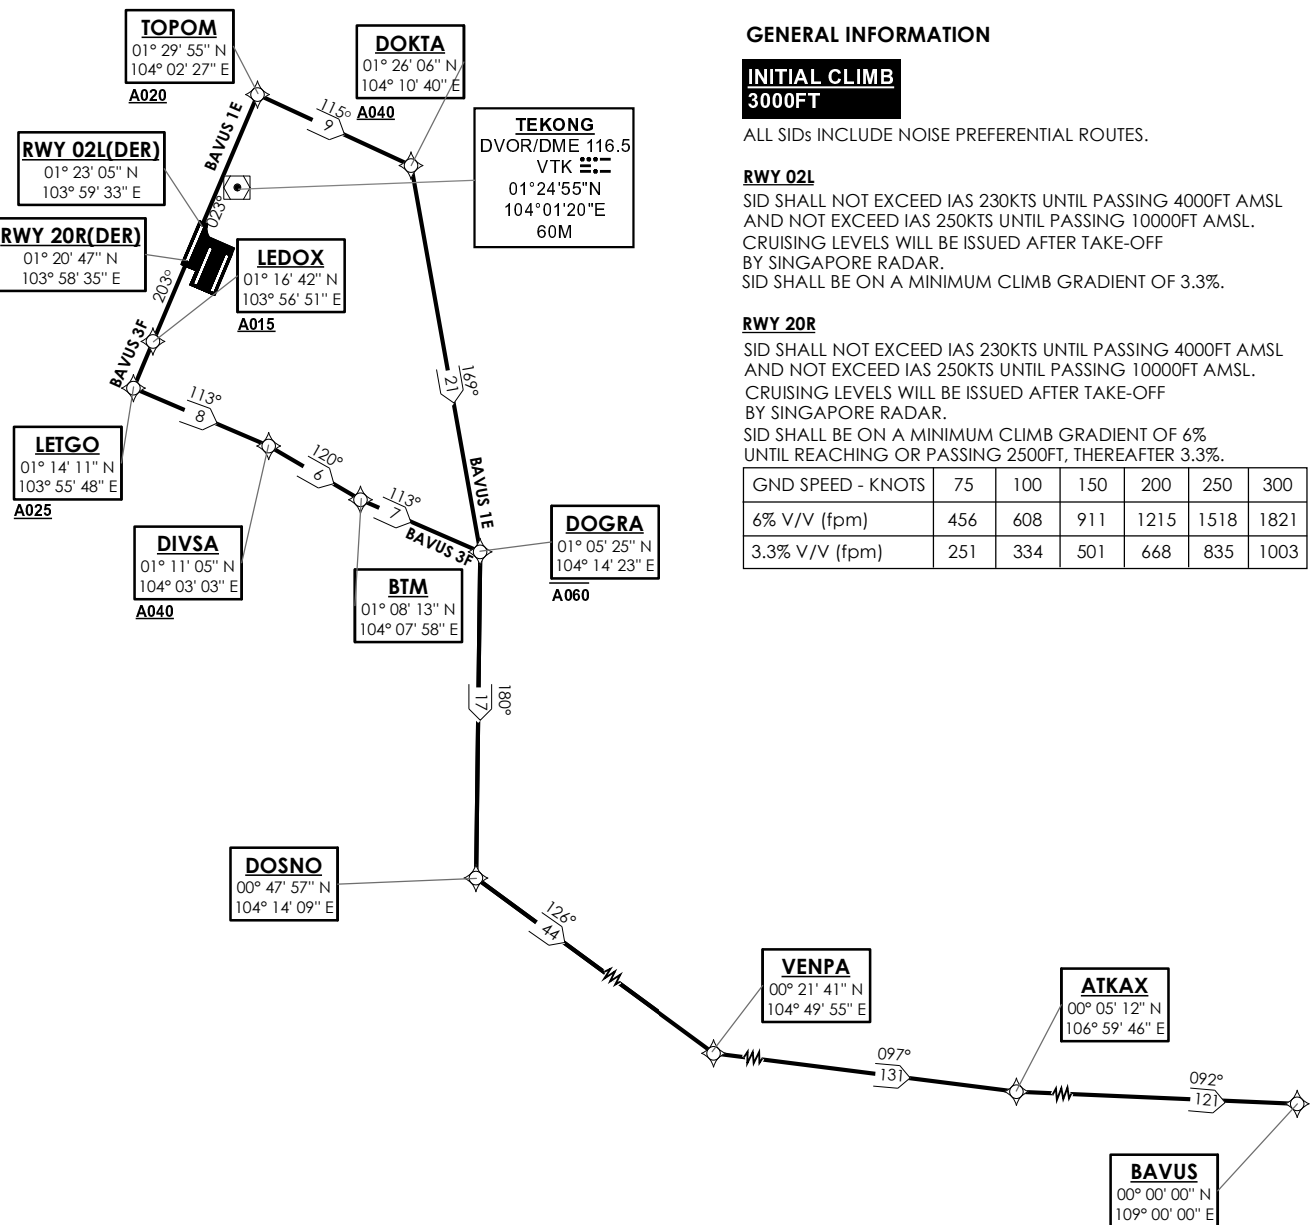 TOPOM
01° 29' 55" N
104° 02' 27" E
A020
DOKTA
01° 26' 06" N
104° 10' 40" E
A040
TEKONG
DVOR/DME 116.5
VTK
01°24'55"N
104°01'20"E
60M
RWY 02L(DER)
01° 23' 05" N
103° 59' 33" E
RWY 20R(DER)
01° 20' 47" N
103° 58' 35" E
LEDOX
01° 16' 42" N
103° 56' 51" E
A015
BAVUS 1E
023°
115°
9
203°
BAVUS 3F
169°
21
BAVUS 1E
LETGO
01° 14' 11" N
103° 55' 48" E
A025
113°
8
120°
6
113°
7
BAVUS 3F
DIVSA
01° 11' 05" N
104° 03' 03" E
A040
BTM
01° 08' 13" N
104° 07' 58" E
DOGRA
01° 05' 25" N
104° 14' 23" E
A060
180°
17
DOSNO
00° 47' 57" N
104° 14' 09" E
126°
44
VENPA
00° 21' 41" N
104° 49' 55" E
097°
131
ATKAX
00° 05' 12" N
106° 59' 46" E
092°
121
BAVUS
00° 00' 00" N
109° 00' 00" E
GENERAL INFORMATION
INITIAL CLIMB
3000FT
ALL SIDs INCLUDE NOISE PREFERENTIAL ROUTES.
RWY 02L
SID SHALL NOT EXCEED IAS 230KTS UNTIL PASSING 4000FT AMSL
AND NOT EXCEED IAS 250KTS UNTIL PASSING 10000FT AMSL.
CRUISING LEVELS WILL BE ISSUED AFTER TAKE-OFF
BY SINGAPORE RADAR.
SID SHALL BE ON A MINIMUM CLIMB GRADIENT OF 3.3%.
RWY 20R
SID SHALL NOT EXCEED IAS 230KTS UNTIL PASSING 4000FT AMSL
AND NOT EXCEED IAS 250KTS UNTIL PASSING 10000FT AMSL.
CRUISING LEVELS WILL BE ISSUED AFTER TAKE-OFF
BY SINGAPORE RADAR.
SID SHALL BE ON A MINIMUM CLIMB GRADIENT OF 6%
UNTIL REACHING OR PASSING 2500FT, THEREAFTER 3.3%.
GND SPEED - KNOTS 75 100 150 200 250 300
6% V/V (fpm) 456 608 911 1215 1518 1821
3.3% V/V (fpm) 251 334 501 668 835 1003